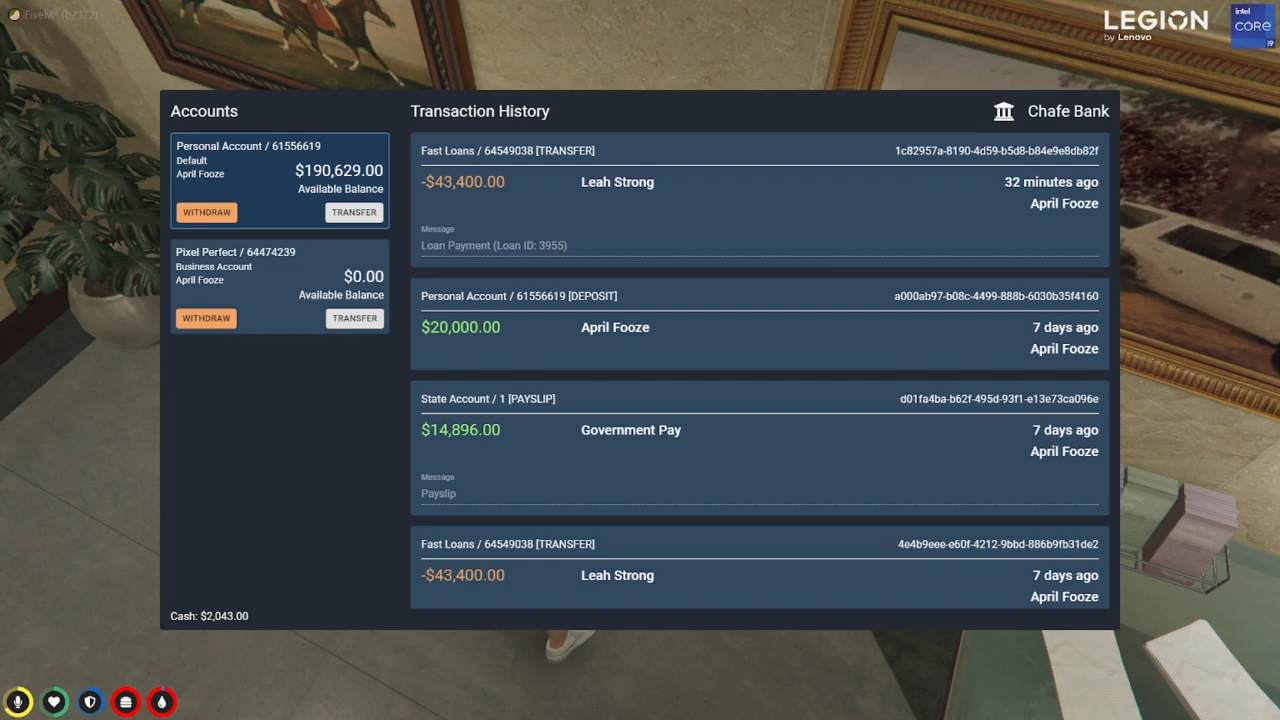 FiveM® (b2372)
LEGION
by Lenovo
intel
CORE
i9
Accounts
Personal Account / 61556619
Default
April Fooze
$190,629.00
Available Balance
WITHDRAW
TRANSFER
Pixel Perfect / 64474239
Business Account
April Fooze
$0.00
Available Balance
WITHDRAW
TRANSFER
Cash: $2,043.00
Transaction History
Chafe Bank
Fast Loans / 64549038 [TRANSFER]
1c82957a-8190-4d59-b5d8-b84e9e8db82f
-$43,400.00
Leah Strong
32 minutes ago
April Fooze
Message
Loan Payment (Loan ID: 3955)
Personal Account / 61556619 [DEPOSIT]
a000ab97-b08c-4499-888b-6030b35f4160
$20,000.00
April Fooze
7 days ago
April Fooze
State Account / 1 [PAYSLIP]
d01fa4ba-b62f-495d-93f1-e13e73ca096e
$14,896.00
Government Pay
7 days ago
April Fooze
Message
Payslip
Fast Loans / 64549038 [TRANSFER]
4e4b9eee-e60f-4212-9bbd-886b9fb31de2
-$43,400.00
Leah Strong
7 days ago
April Fooze